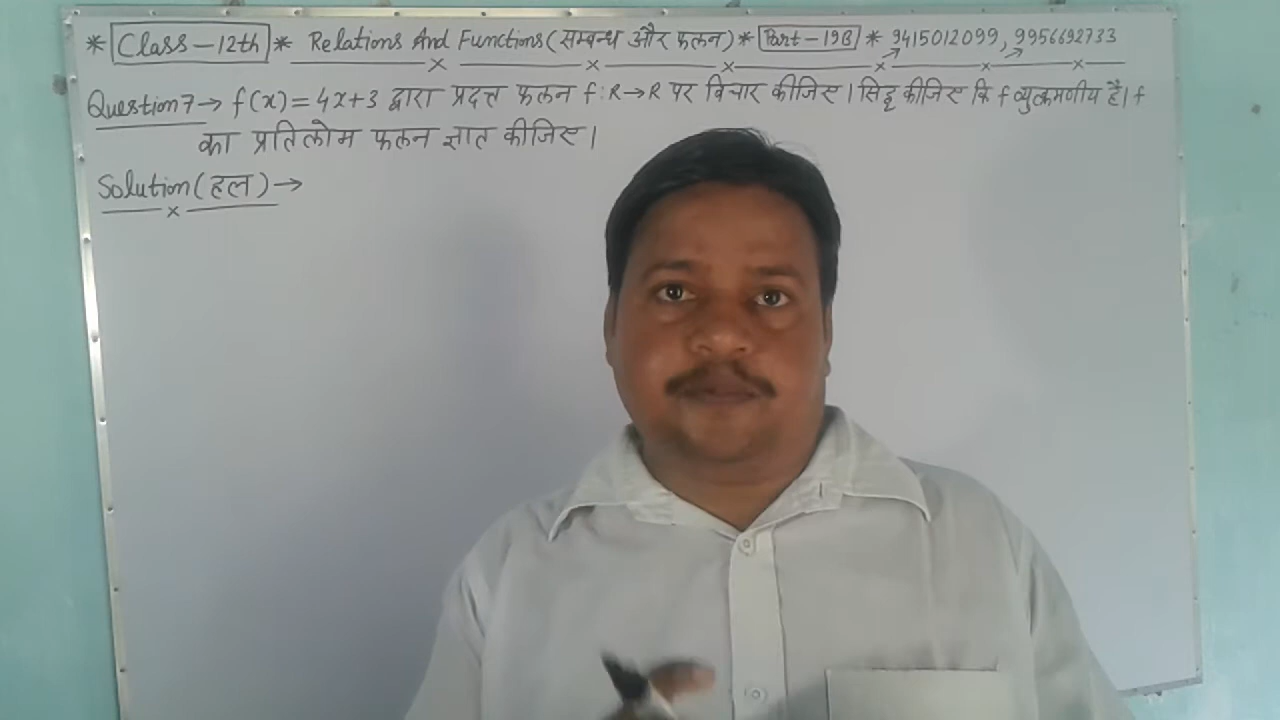 * Class-12th * Relations And Functions (सम्बन्ध और फलन) * Part-19B * 9415012099, 9956692733
Question 7 → f(x) = 4x+3 द्वारा प्रदत्त फलन f:R→R पर विचार कीजिए। सिद्ध कीजिए कि f व्युत्क्रमणीय है। f
का प्रतिलोम फलन ज्ञात कीजिए।
Solution (हल) →